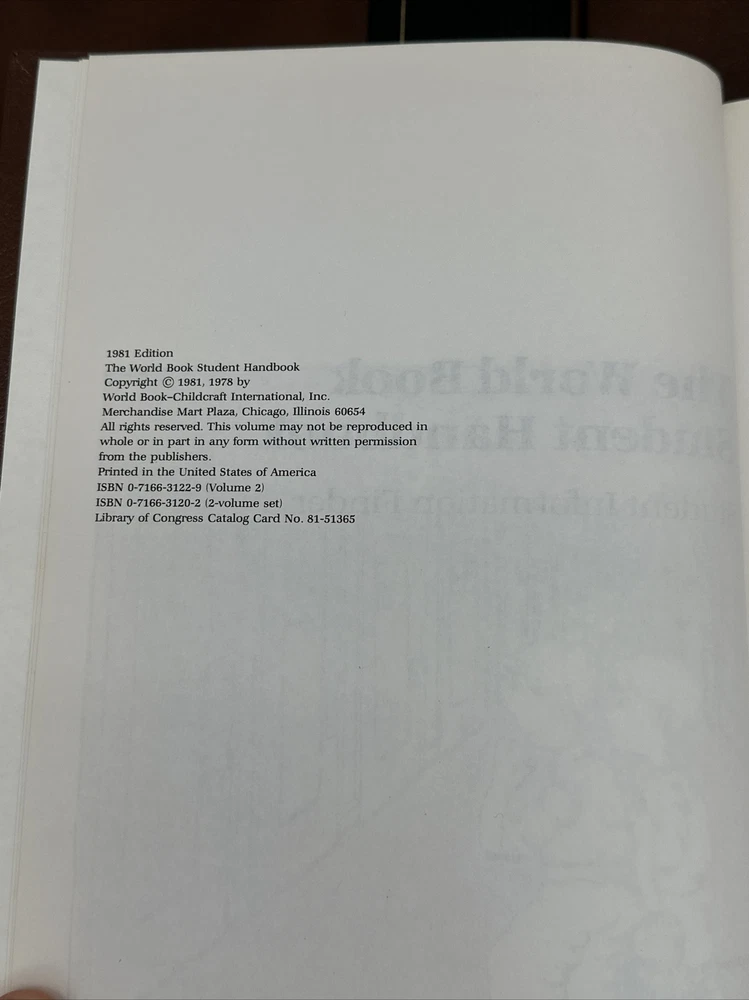 1981 Edition
The World Book Student Handbook
Copyright © 1981, 1978 by
World Book–Childcraft International, Inc.
Merchandise Mart Plaza, Chicago, Illinois 60654
All rights reserved. This volume may not be reproduced in
whole or in part in any form without written permission
from the publishers.
Printed in the United States of America
ISBN 0-7166-3122-9 (Volume 2)
ISBN 0-7166-3120-2 (2-volume set)
Library of Congress Catalog Card No. 81-51365